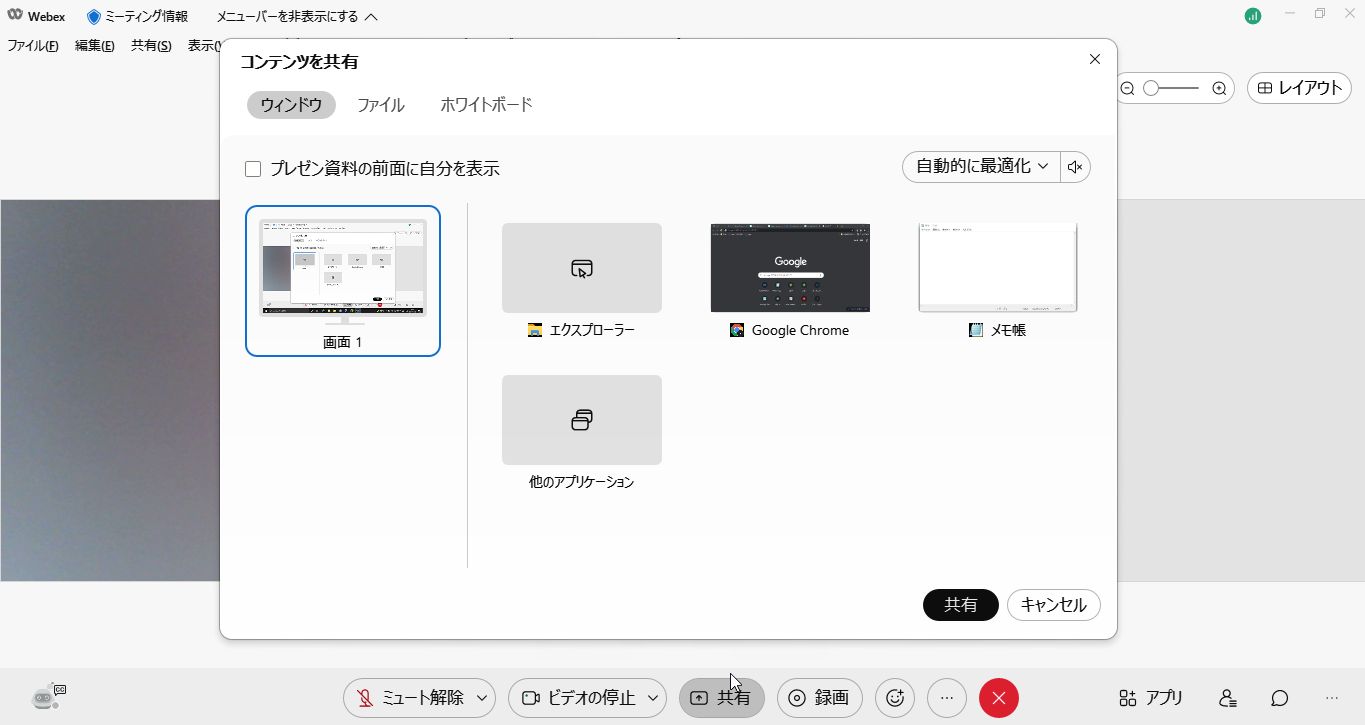 Webex ミーティング情報 メニューバーを非表示にする
ファイル(F) 編集(E) 共有(S) 表示(V
コンテンツを共有
ウィンドウ ファイル ホワイトボード
レイアウト
プレゼン資料の前面に自分を表示 自動的に最適化
Google
画面 1 エクスプローラー Google Chrome メモ帳
他のアプリケーション
共有 キャンセル
CC ミュート解除 ビデオの停止 共有 録画 アプリ